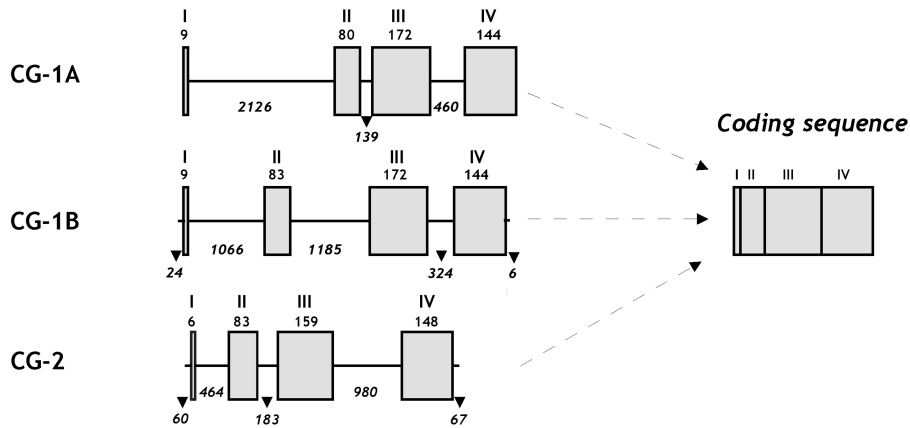 I II III IV
9 80 172 144
CG-1A
2126 460
139
Coding sequence
I II III IV
I II III IV
9 83 172 144
CG-1B
1066 1185
24 324 6
I II III IV
6 83 159 148
CG-2
464 980
60 183 67